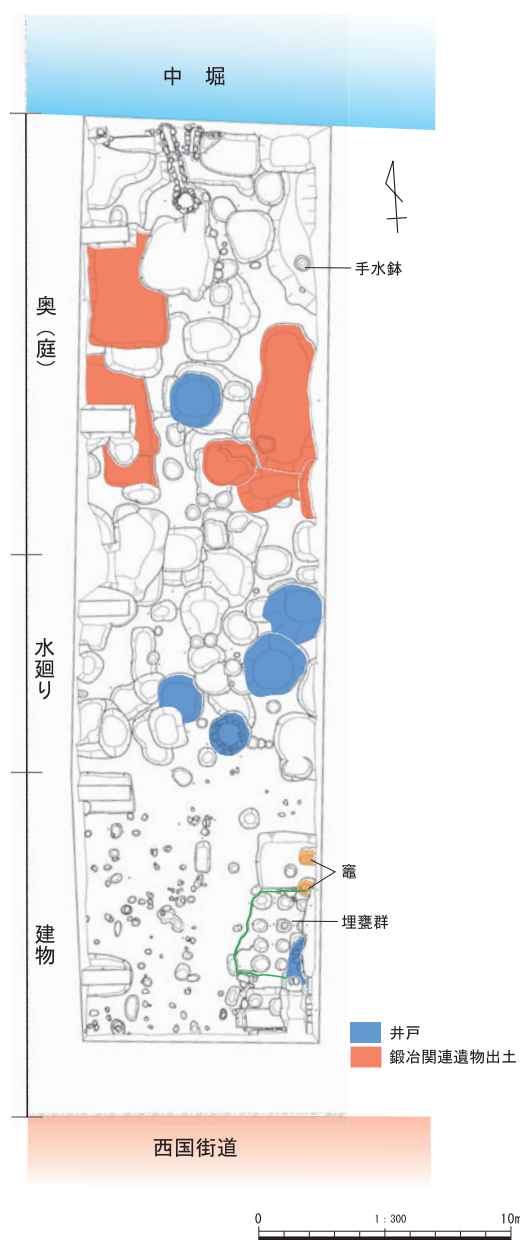 中 堀
手水鉢
奥（庭）
水廻り
竈
埋甕群
建物
井戸
鍛冶関連遺物出土
西国街道
0 1：300 10m